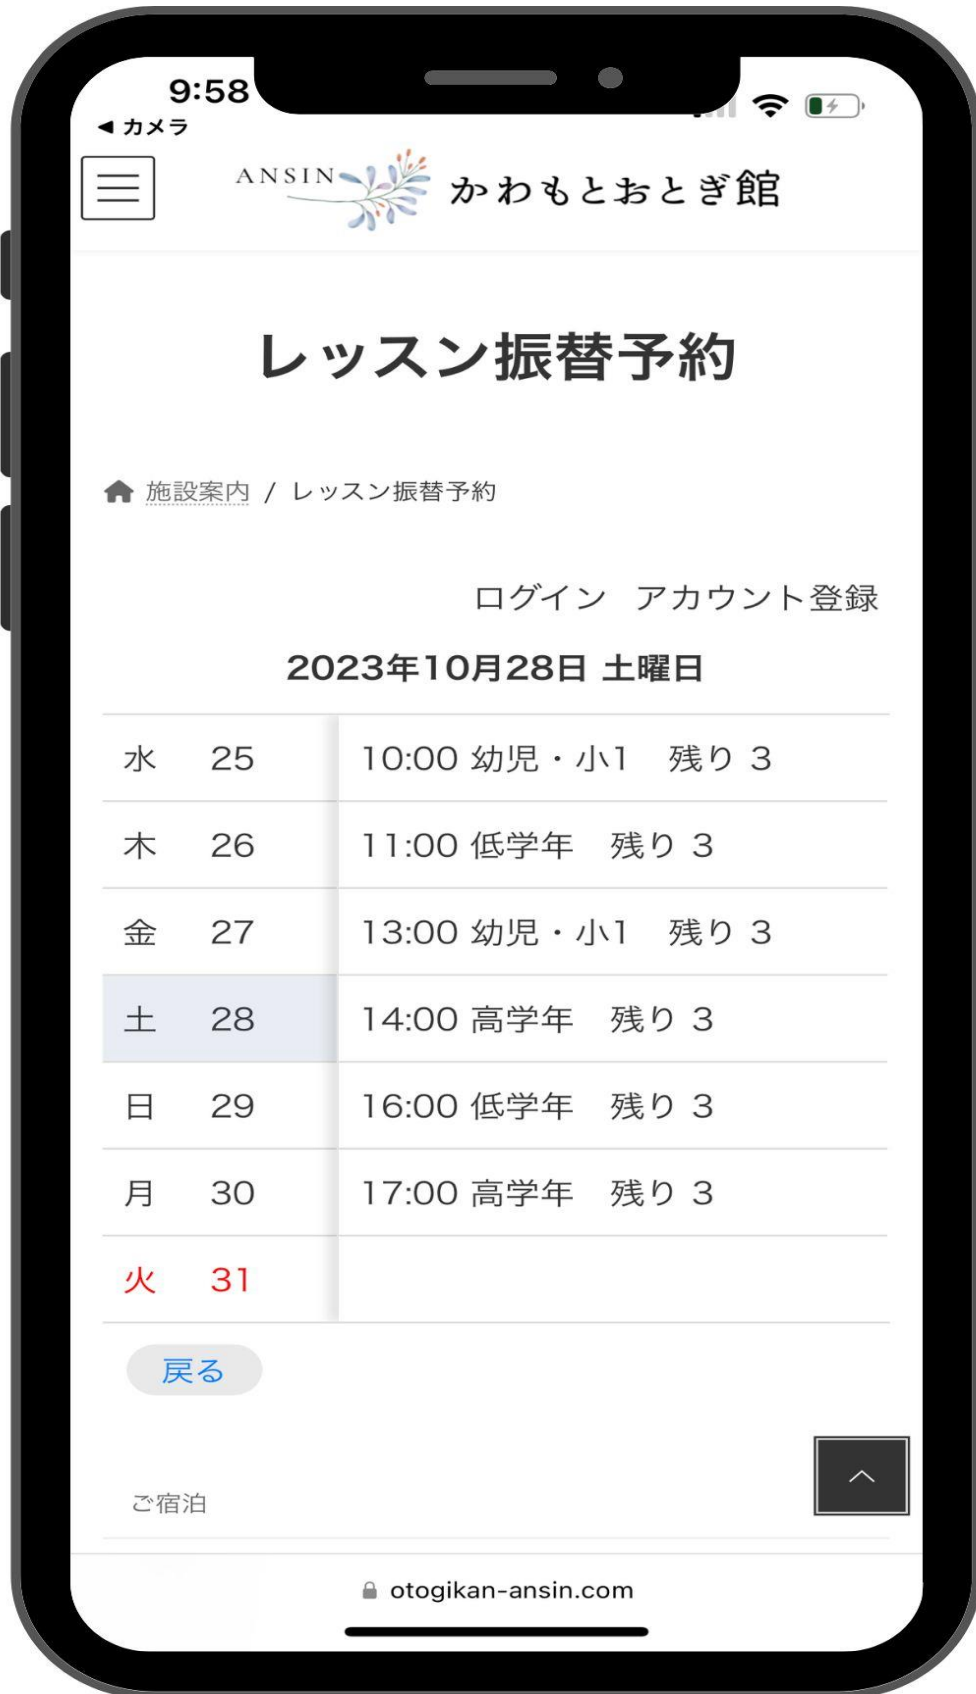 9:58
◀ カメラ
ANSIN かわもとおとぎ館
レッスン振替予約
施設案内 / レッスン振替予約
ログイン アカウント登録
2023年10月28日 土曜日
水 25 10:00 幼児・小1 残り 3
木 26 11:00 低学年 残り 3
金 27 13:00 幼児・小1 残り 3
土 28 14:00 高学年 残り 3
日 29 16:00 低学年 残り 3
月 30 17:00 高学年 残り 3
火 31
戻る
ご宿泊
otogikan-ansin.com